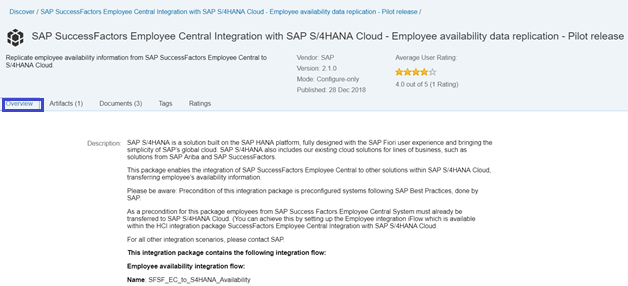 Discover / SAP SuccessFactors Employee Central Integration with SAP S/4HANA Cloud - Employee availability data replication - Pilot release /
SAP SuccessFactors Employee Central Integration with SAP S/4HANA Cloud - Employee availability data replication - Pilot release
Replicate employee availability information from SAP SuccessFactors Employee Central to
S/4HANA Cloud.
Vendor: SAP
Version: 2.1.0
Mode: Configure-only
Published: 28 Dec 2018
Average User Rating:
4.0 out of 5 (1 Rating)
Overview Artifacts (1) Documents (3) Tags Ratings
Description: SAP S/4HANA is a solution built on the SAP HANA platform, fully designed with the SAP Fiori user experience and bringing the
simplicity of SAP's global cloud. SAP S/4HANA also includes our existing cloud solutions for lines of business, such as
solutions from SAP Ariba and SAP SuccessFactors.
This package enables the integration of SAP SuccessFactors Employee Central to other solutions within SAP S/4HANA Cloud,
transferring employee's availability information.
Please be aware: Precondition of this integration package is preconfigured systems following SAP Best Practices, done by
SAP.
As a precondition for this package employees from SAP Success Factors Employee Central System must already be
transferred to SAP S/4HANA Cloud. (You can achieve this by setting up the Employee integration iFlow which is available
within the HCI integration package SuccessFactors Employee Central Integration with SAP S/4HANA Cloud.
For all other integration scenarios, please contact SAP.
This integration package contains the following integration flow:
Employee availability integration flow:
Name: SFSF_EC_to_S4HANA_Availability